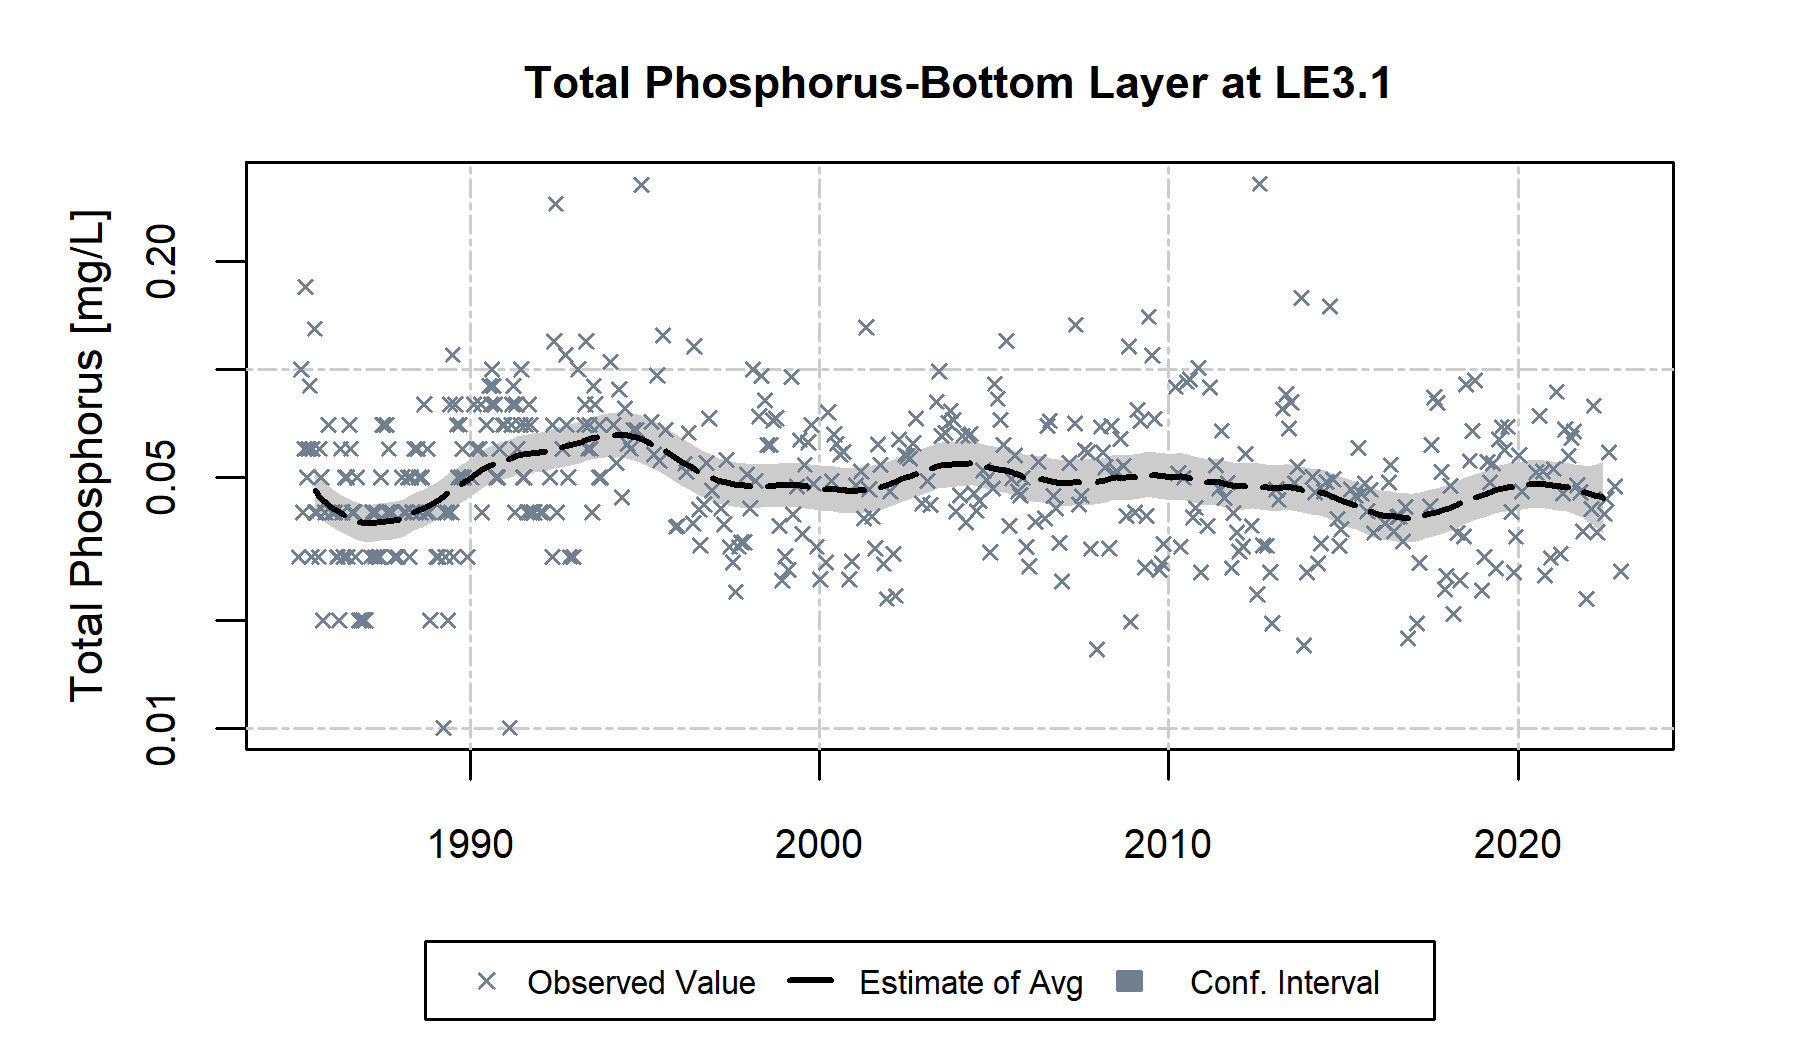 Total Phosphorus-Bottom Layer at LE3.1
Total Phosphorus [mg/L]
0.20
0.05
0.01
1990 2000 2010 2020
Observed Value Estimate of Avg Conf. Interval